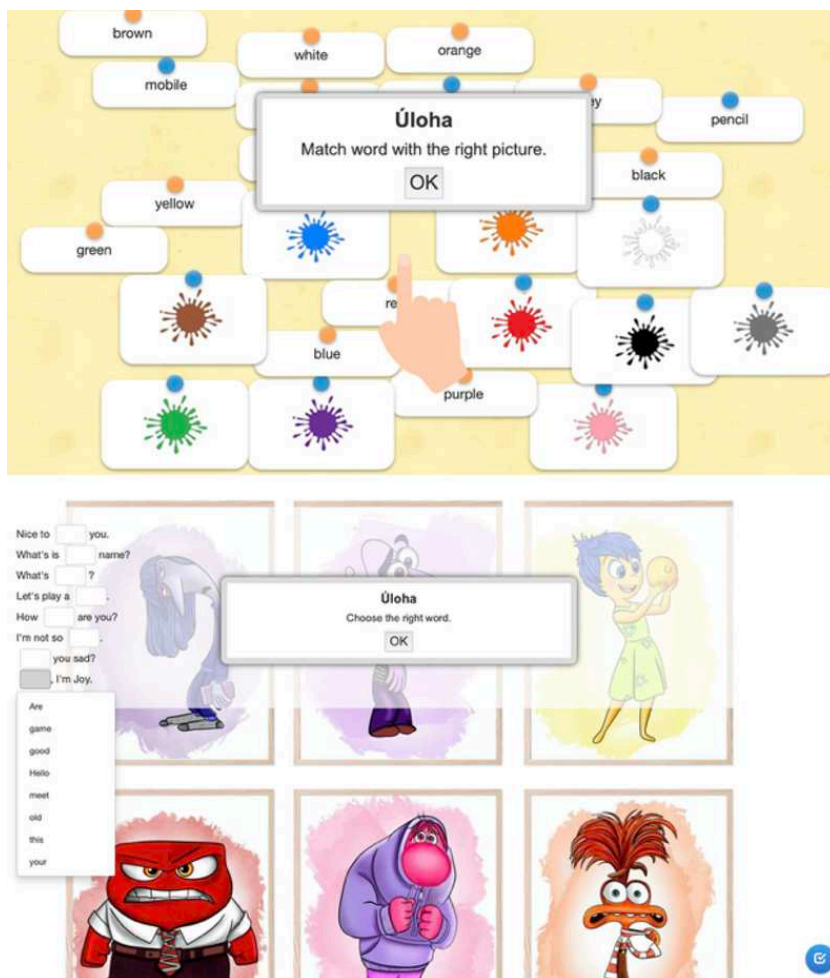 brown
white
orange
mobile
ey
pencil
Úloha
Match word with the right picture.
OK
black
yellow
green
re
blue
purple
Nice to you.
What's is name?
What's ?
Let's play a .
How are you?
I'm not so .
you sad?
, I'm Joy.
Are
game
good
Hello
meet
old
this
your
Úloha
Choose the right word.
OK